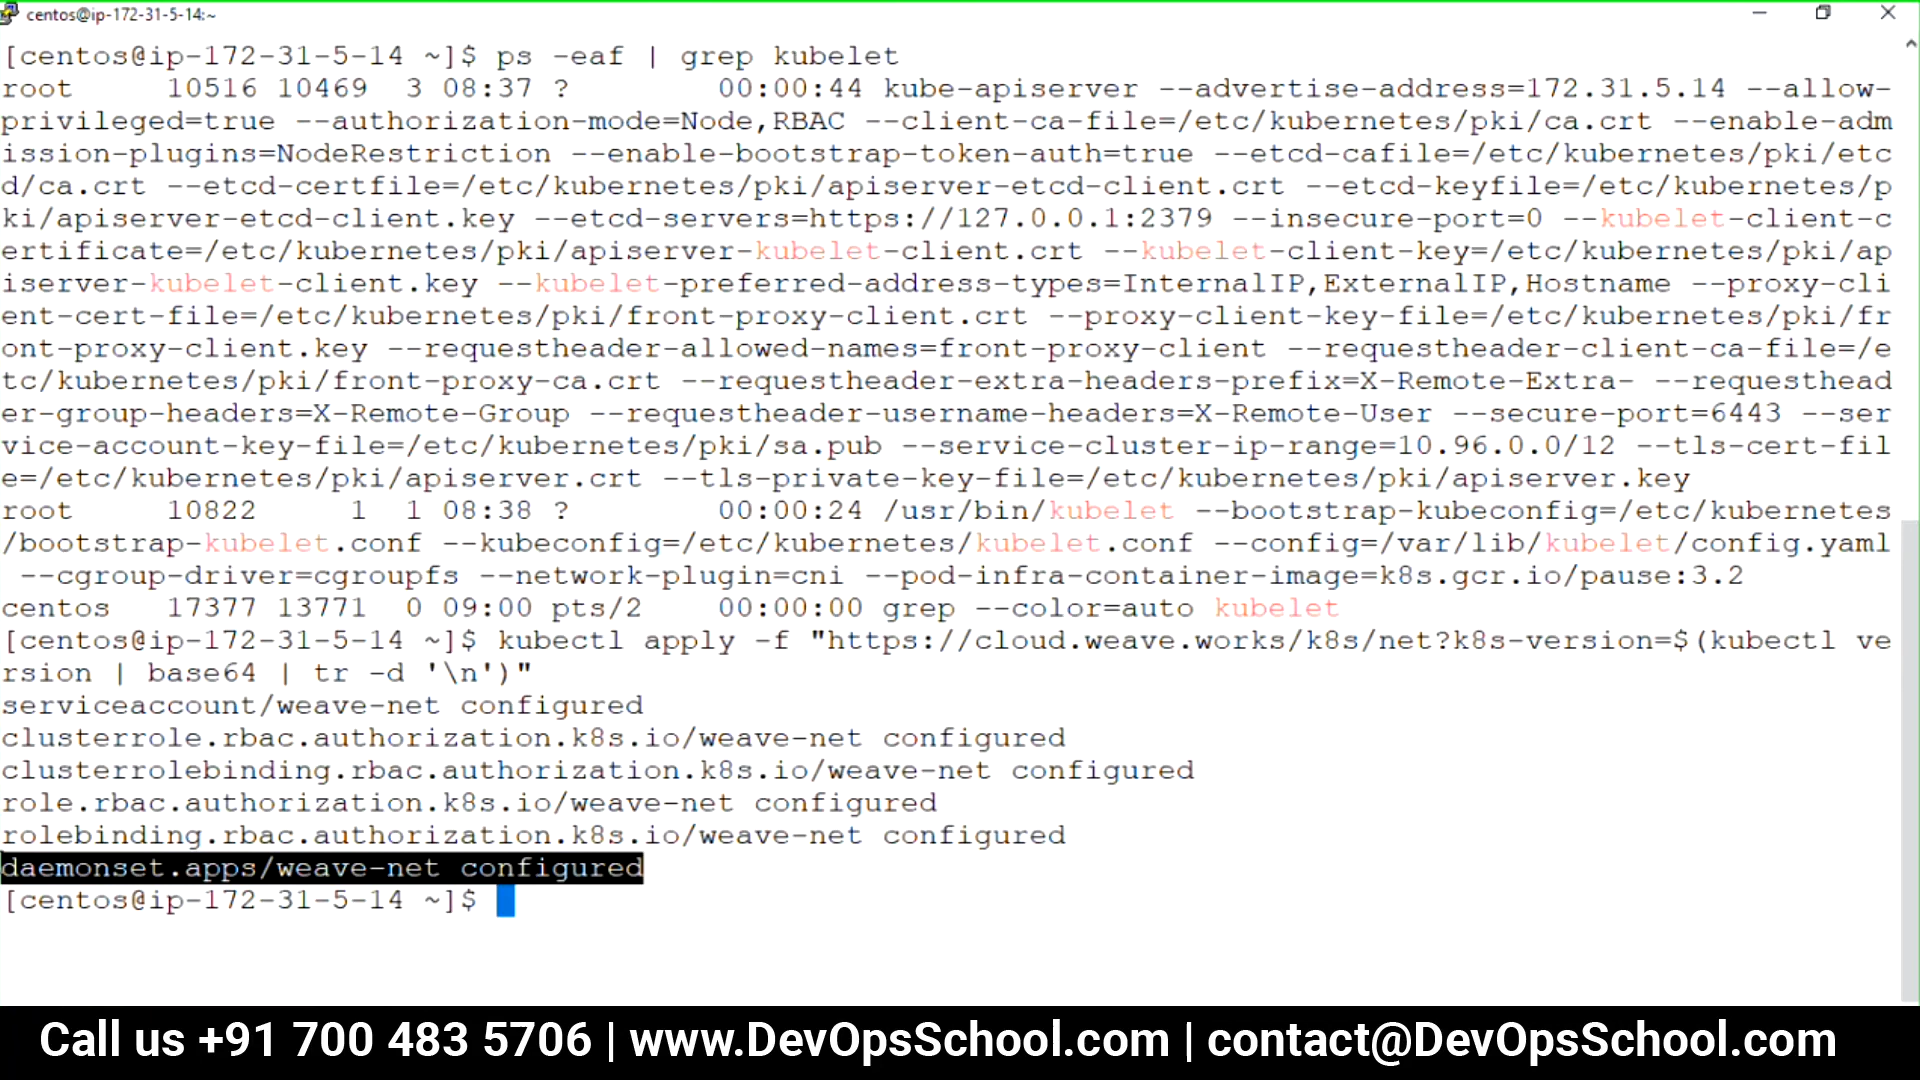 centos@ip-172-31-5-14:~
[centos@ip-172-31-5-14 ~]$ ps -eaf | grep kubelet
root     10516 10469  3 08:37 ?        00:00:44 kube-apiserver --advertise-address=172.31.5.14 --allow-
privileged=true --authorization-mode=Node,RBAC --client-ca-file=/etc/kubernetes/pki/ca.crt --enable-adm
ission-plugins=NodeRestriction --enable-bootstrap-token-auth=true --etcd-cafile=/etc/kubernetes/pki/etc
d/ca.crt --etcd-certfile=/etc/kubernetes/pki/apiserver-etcd-client.crt --etcd-keyfile=/etc/kubernetes/p
ki/apiserver-etcd-client.key --etcd-servers=https://127.0.0.1:2379 --insecure-port=0 --kubelet-client-c
ertificate=/etc/kubernetes/pki/apiserver-kubelet-client.crt --kubelet-client-key=/etc/kubernetes/pki/ap
iserver-kubelet-client.key --kubelet-preferred-address-types=InternalIP,ExternalIP,Hostname --proxy-cli
ent-cert-file=/etc/kubernetes/pki/front-proxy-client.crt --proxy-client-key-file=/etc/kubernetes/pki/fr
ont-proxy-client.key --requestheader-allowed-names=front-proxy-client --requestheader-client-ca-file=/e
tc/kubernetes/pki/front-proxy-ca.crt --requestheader-extra-headers-prefix=X-Remote-Extra- --requesthead
er-group-headers=X-Remote-Group --requestheader-username-headers=X-Remote-User --secure-port=6443 --ser
vice-account-key-file=/etc/kubernetes/pki/sa.pub --service-cluster-ip-range=10.96.0.0/12 --tls-cert-fil
e=/etc/kubernetes/pki/apiserver.crt --tls-private-key-file=/etc/kubernetes/pki/apiserver.key
root     10822     1  1 08:38 ?        00:00:24 /usr/bin/kubelet --bootstrap-kubeconfig=/etc/kubernetes
/bootstrap-kubelet.conf --kubeconfig=/etc/kubernetes/kubelet.conf --config=/var/lib/kubelet/config.yaml
 --cgroup-driver=cgroupfs --network-plugin=cni --pod-infra-container-image=k8s.gcr.io/pause:3.2
centos   17377 13771  0 09:00 pts/2    00:00:00 grep --color=auto kubelet
[centos@ip-172-31-5-14 ~]$ kubectl apply -f "https://cloud.weave.works/k8s/net?k8s-version=$(kubectl ve
rsion | base64 | tr -d '\n')"
serviceaccount/weave-net configured
clusterrole.rbac.authorization.k8s.io/weave-net configured
clusterrolebinding.rbac.authorization.k8s.io/weave-net configured
role.rbac.authorization.k8s.io/weave-net configured
rolebinding.rbac.authorization.k8s.io/weave-net configured
daemonset.apps/weave-net configured
[centos@ip-172-31-5-14 ~]$
Call us +91 700 483 5706 | www.DevOpsSchool.com | contact@DevOpsSchool.com